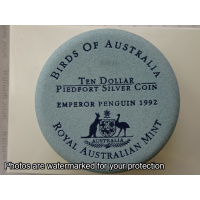 BIRDS OF AUSTRALIA
TEN DOLLAR
PIEDFORT SILVER COIN
EMPEROR PENGUIN 1992
AUSTRALIA
ROYAL AUSTRALIAN MINT
Photos are watermarked for your protection